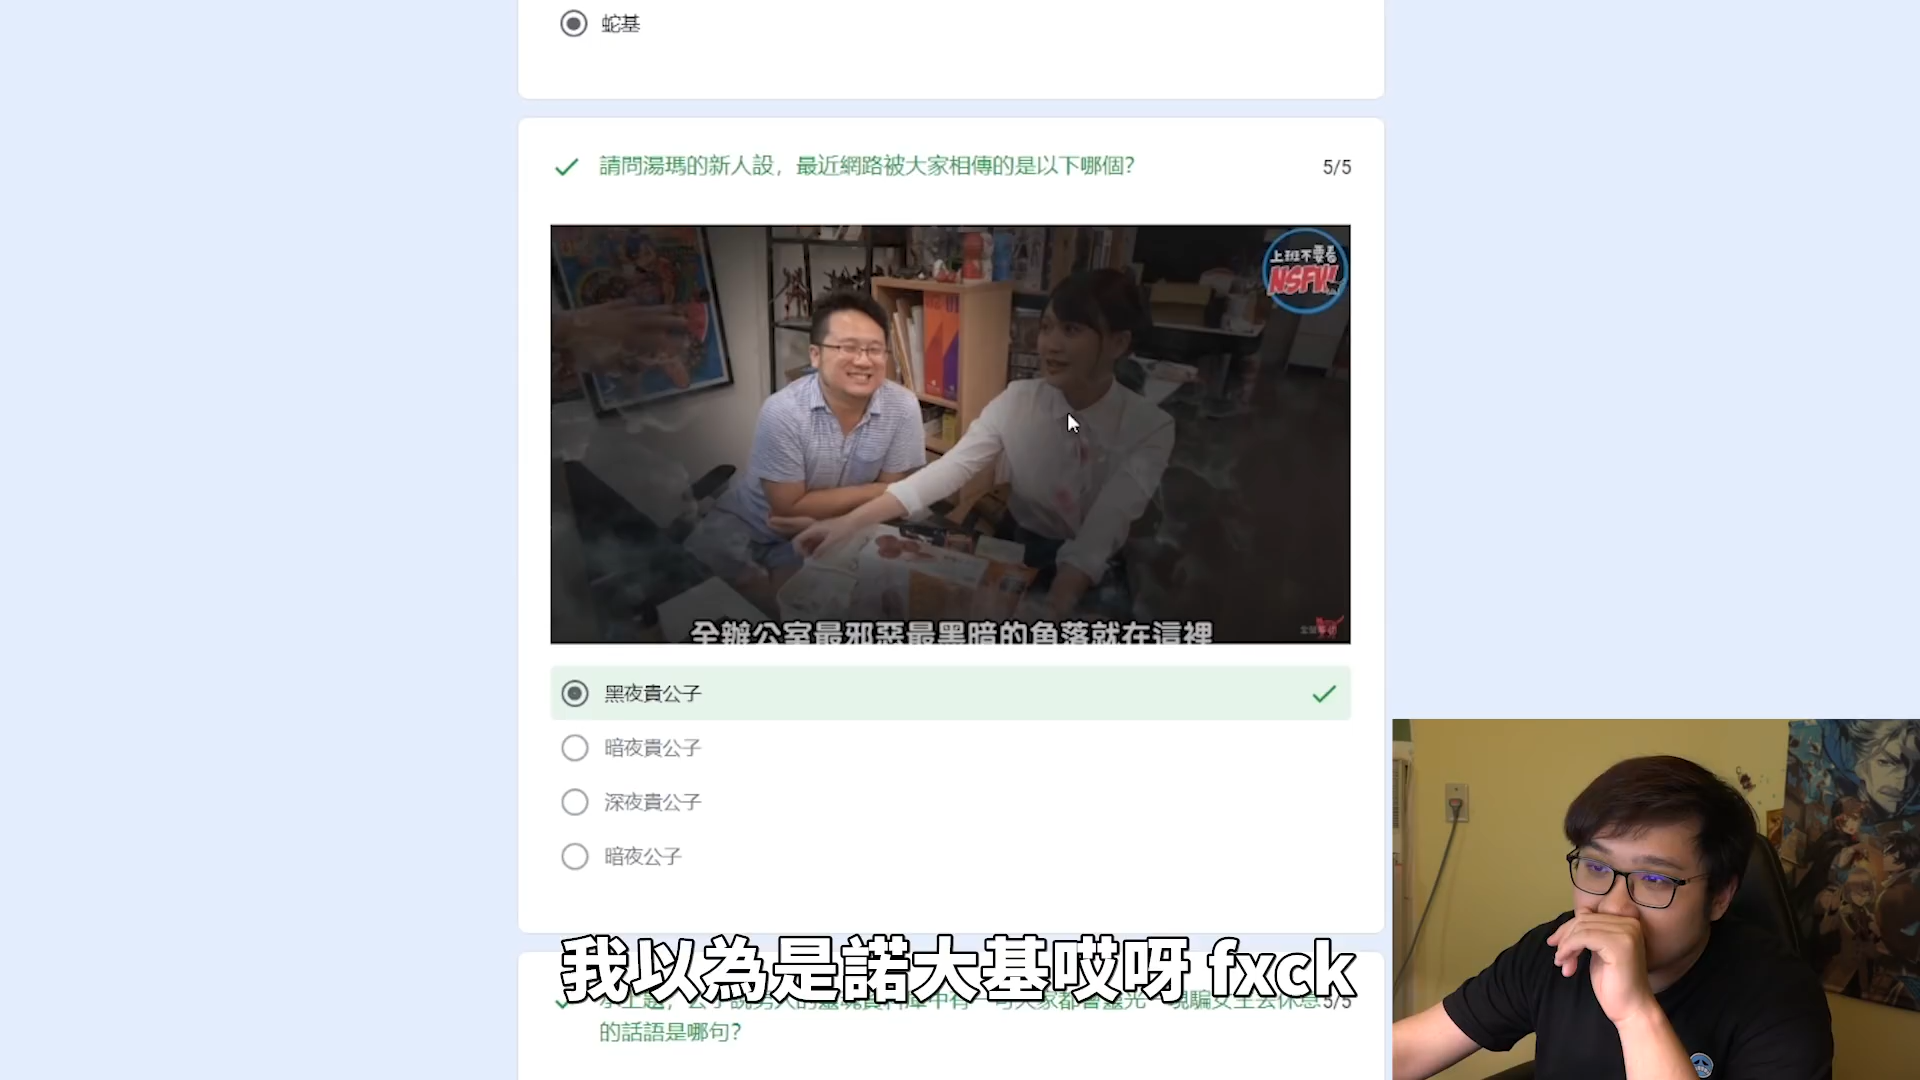 蛇基
請問湯瑪的新人設，最近網路被大家相傳的是以下哪個？
5/5
上班不要看
NSFW
全辦公室最邪惡最黑暗的角落就在這裡
黑夜貴公子
暗夜貴公子
深夜貴公子
暗夜公子
我以為是諾大基哎呀 fxck
5/5
的話語是哪句？